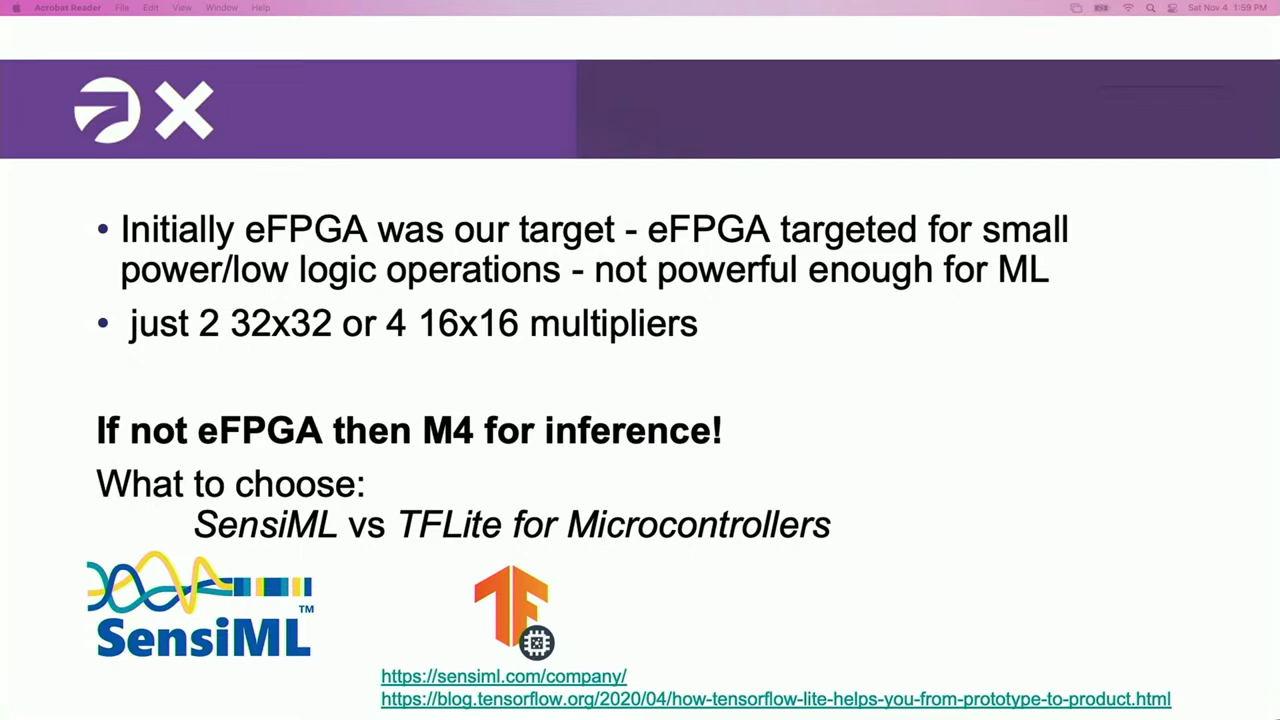 Acrobat Reader File Edit View Window Help Sat Nov 4 1:59 PM
• Initially eFPGA was our target - eFPGA targeted for small
power/low logic operations - not powerful enough for ML
• just 2 32x32 or 4 16x16 multipliers
If not eFPGA then M4 for inference!
What to choose:
SensiML vs TFLite for Microcontrollers
SensiML™
TF
https://sensiml.com/company/
https://blog.tensorflow.org/2020/04/how-tensorflow-lite-helps-you-from-prototype-to-product.html